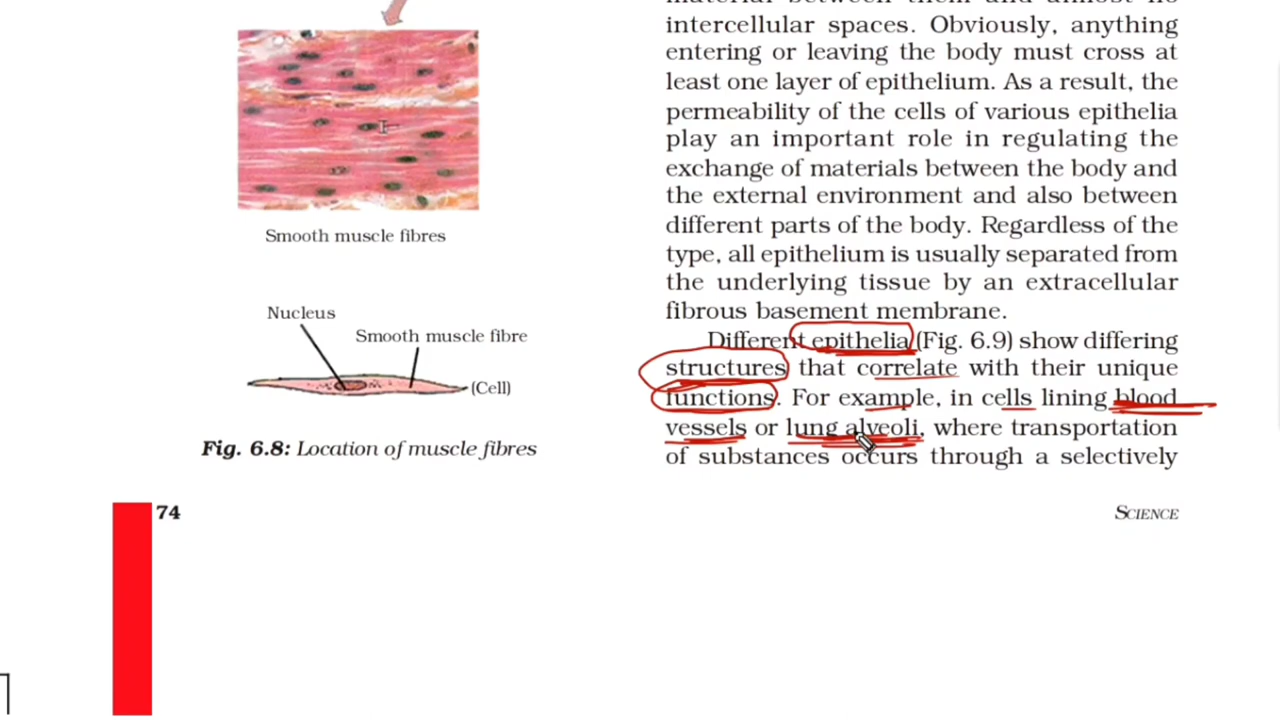 material between them and almost no
intercellular spaces. Obviously, anything
entering or leaving the body must cross at
least one layer of epithelium. As a result, the
permeability of the cells of various epithelia
play an important role in regulating the
exchange of materials between the body and
the external environment and also between
different parts of the body. Regardless of the
type, all epithelium is usually separated from
the underlying tissue by an extracellular
fibrous basement membrane.
Different epithelia (Fig. 6.9) show differing
structures that correlate with their unique
functions. For example, in cells lining blood
vessels or lung alveoli, where transportation
of substances occurs through a selectively
Smooth muscle fibres
Nucleus
Smooth muscle fibre
(Cell)
Fig. 6.8: Location of muscle fibres
74
SCIENCE